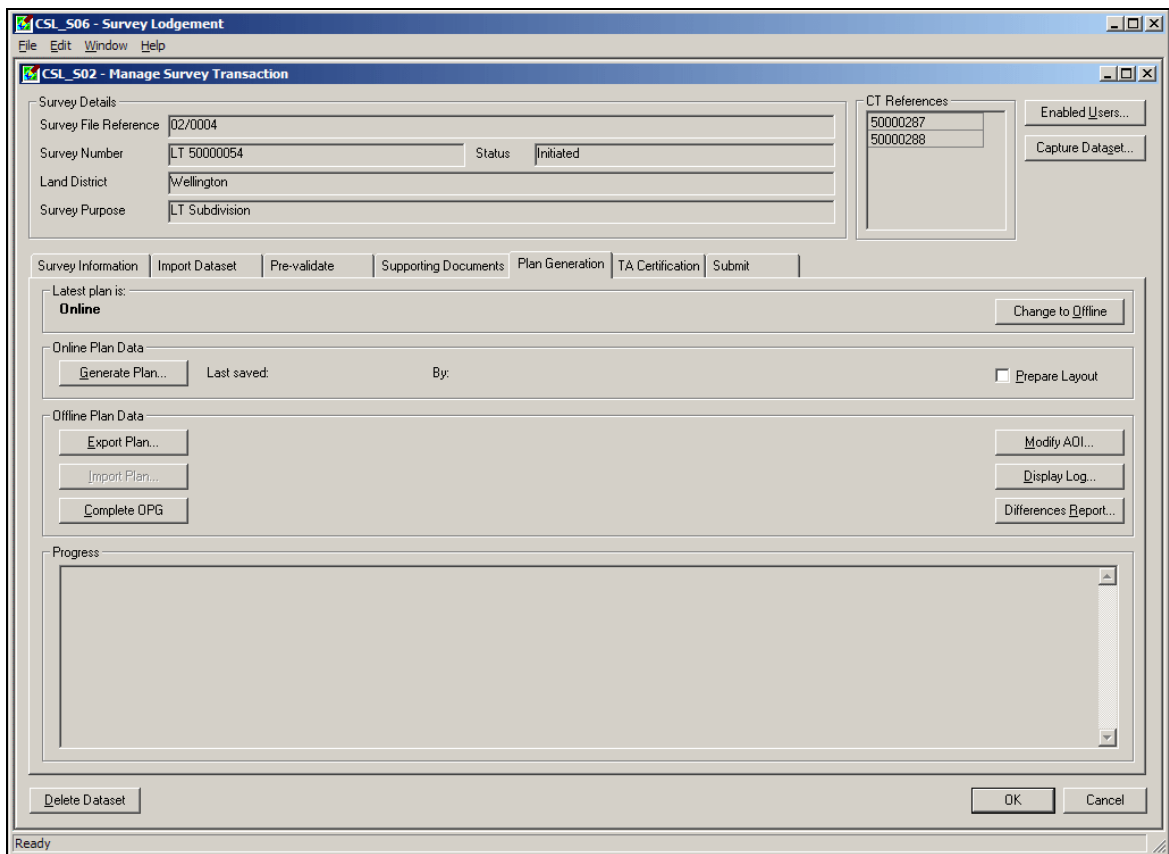 CSL_S06 - Survey Lodgement
File Edit Window Help
CSL_S02 - Manage Survey Transaction
Survey Details
Survey File Reference 02/0004
Survey Number LT 50000054 Status Initiated
Land District Wellington
Survey Purpose LT Subdivision
CT References
50000287
50000288
Enabled Users...
Capture Dataset...
Survey Information Import Dataset Pre-validate Supporting Documents Plan Generation TA Certification Submit
Latest plan is:
Online
Change to Offline
Online Plan Data
Generate Plan... Last saved: By: Prepare Layout
Offline Plan Data
Export Plan... Modify AOI...
Import Plan... Display Log...
Complete OPG Differences Report...
Progress
Delete Dataset OK Cancel
Ready